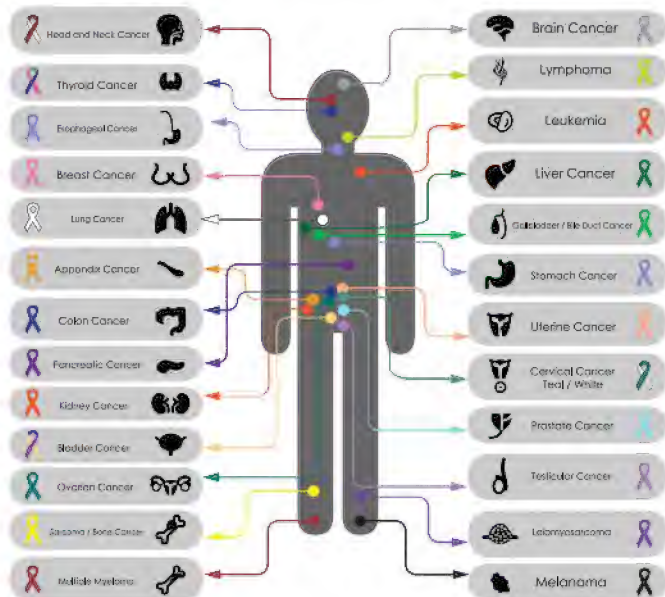 Head and Neck Cancer
Thyroid Cancer
Esophageal Cancer
Breast Cancer
Lung Cancer
Appendix Cancer
Colon Cancer
Pancreatic Cancer
Kidney Cancer
Bladder Cancer
Ovarian Cancer
Sarcoma / Bone Cancer
Multiple Myeloma
Brain Cancer
Lymphoma
Leukemia
Liver Cancer
Gallbladder / Bile Duct Cancer
Stomach Cancer
Uterine Cancer
Cervical Cancer
Teal / White
Prostate Cancer
Testicular Cancer
Leiomyosarcoma
Melanoma